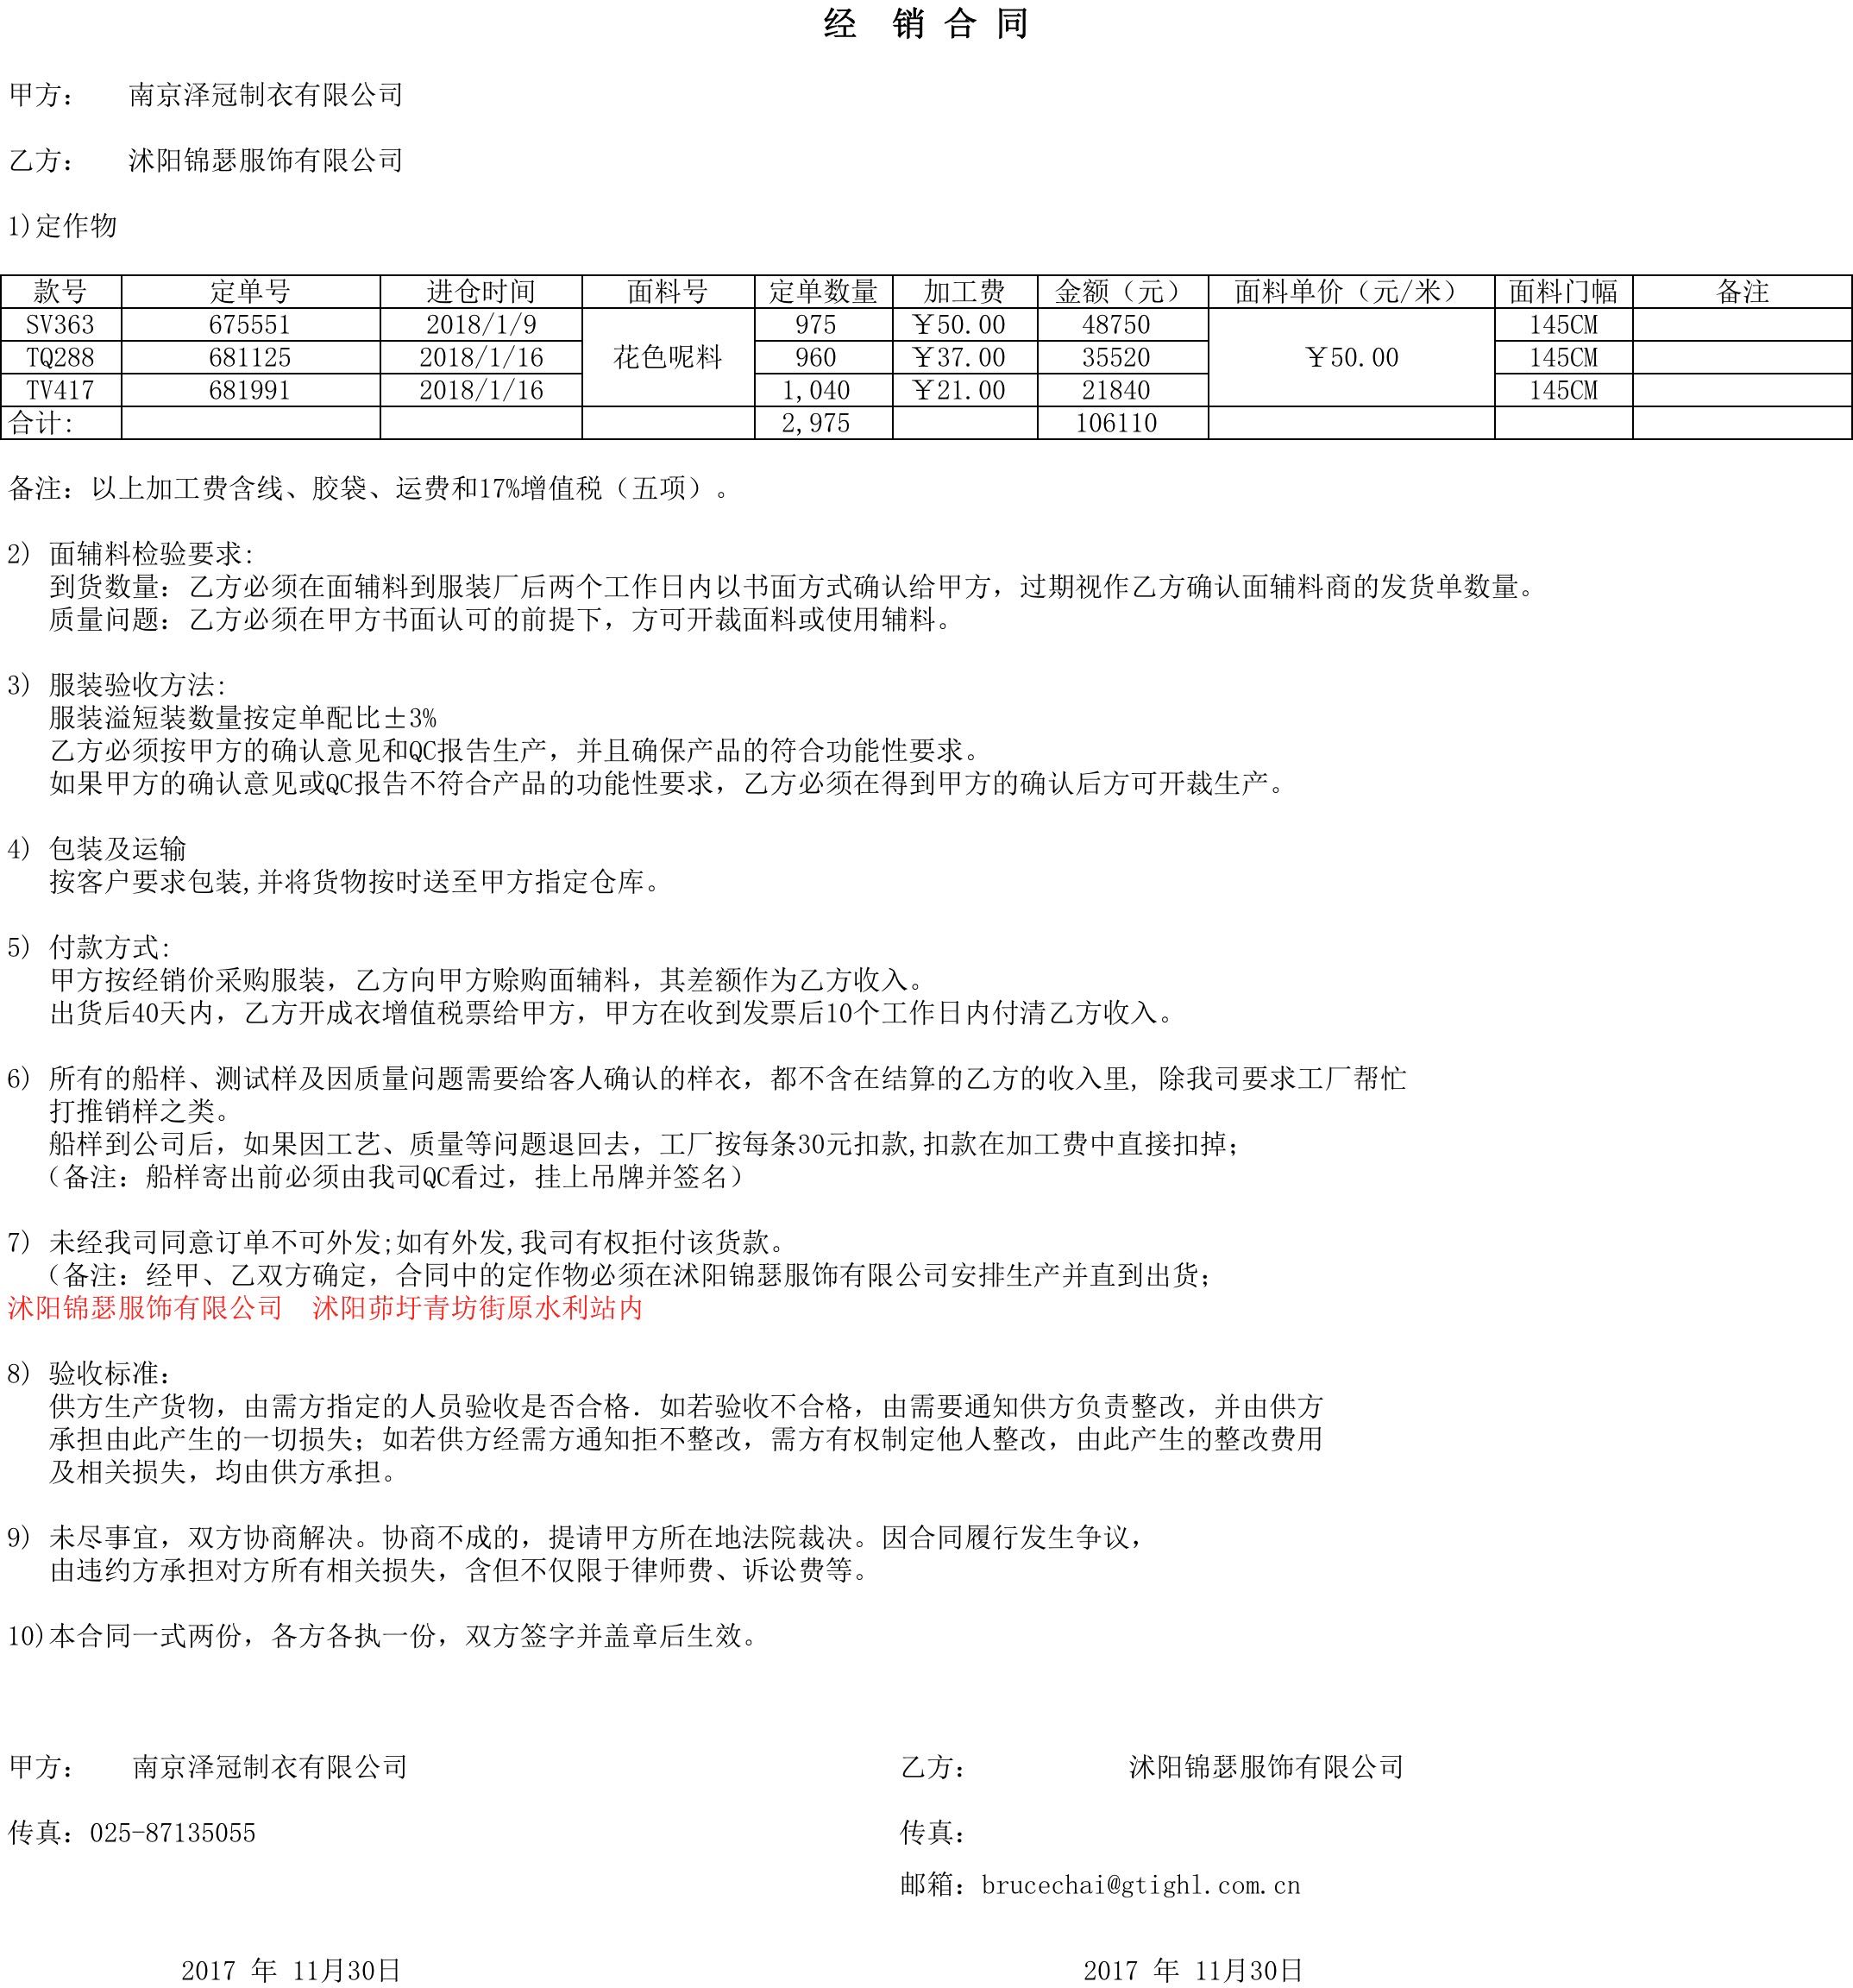 经 销 合 同
甲方： 南京泽冠制衣有限公司
乙方： 沭阳锦瑟服饰有限公司
1)定作物
款号 定单号 进仓时间 面料号 定单数量 加工费 金额（元） 面料单价（元/米） 面料门幅 备注
SV363 675551 2018/1/9 975 ￥50.00 48750 145CM
TQ288 681125 2018/1/16 花色呢料 960 ￥37.00 35520 ￥50.00 145CM
TV417 681991 2018/1/16 1,040 ￥21.00 21840 145CM
合计: 2,975 106110
备注：以上加工费含线、胶袋、运费和17%增值税（五项）。
2) 面辅料检验要求:
到货数量：乙方必须在面辅料到服装厂后两个工作日内以书面方式确认给甲方，过期视作乙方确认面辅料商的发货单数量。
质量问题：乙方必须在甲方书面认可的前提下，方可开裁面料或使用辅料。
3) 服装验收方法:
服装溢短装数量按定单配比±3%
乙方必须按甲方的确认意见和QC报告生产，并且确保产品的符合功能性要求。
如果甲方的确认意见或QC报告不符合产品的功能性要求，乙方必须在得到甲方的确认后方可开裁生产。
4) 包装及运输
按客户要求包装,并将货物按时送至甲方指定仓库。
5) 付款方式:
甲方按经销价采购服装，乙方向甲方赊购面辅料，其差额作为乙方收入。
出货后40天内，乙方开成衣增值税票给甲方，甲方在收到发票后10个工作日内付清乙方收入。
6) 所有的船样、测试样及因质量问题需要给客人确认的样衣，都不含在结算的乙方的收入里, 除我司要求工厂帮忙
打推销样之类。
船样到公司后，如果因工艺、质量等问题退回去，工厂按每条30元扣款,扣款在加工费中直接扣掉；
（备注：船样寄出前必须由我司QC看过，挂上吊牌并签名）
7) 未经我司同意订单不可外发;如有外发,我司有权拒付该货款。
（备注：经甲、乙双方确定，合同中的定作物必须在沭阳锦瑟服饰有限公司安排生产并直到出货；
沭阳锦瑟服饰有限公司 沭阳茆圩青坊街原水利站内
8) 验收标准：
供方生产货物，由需方指定的人员验收是否合格．如若验收不合格，由需要通知供方负责整改，并由供方
承担由此产生的一切损失；如若供方经需方通知拒不整改，需方有权制定他人整改，由此产生的整改费用
及相关损失，均由供方承担。
9) 未尽事宜，双方协商解决。协商不成的，提请甲方所在地法院裁决。因合同履行发生争议，
由违约方承担对方所有相关损失，含但不仅限于律师费、诉讼费等。
10)本合同一式两份，各方各执一份，双方签字并盖章后生效。
甲方： 南京泽冠制衣有限公司 乙方： 沭阳锦瑟服饰有限公司
传真：025-87135055 传真：
邮箱：brucechai@gtighl.com.cn
2017 年 11月30日 2017 年 11月30日